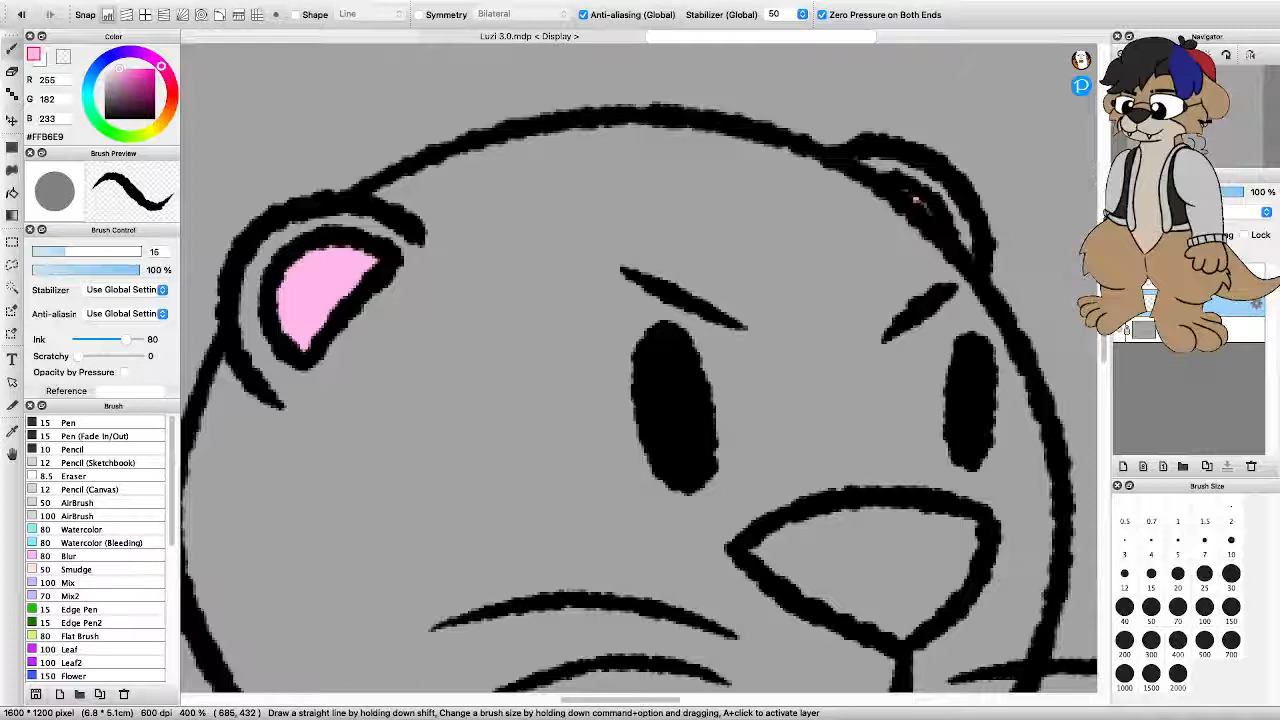 Snap
Shape
Line
Symmetry
Bilateral
Anti-aliasing (Global)
Stabilizer (Global)
50
Zero Pressure on Both Ends
Color
Luzi 3.0.mdp < Display >
Navigator
R 255
G 182
B 233
#FFB6E9
Brush Preview
Brush Control
15
100 %
Stabilizer Use Global Settin
Anti-aliasin Use Global Settin
Ink 80
Scratchy 0
Opacity by Pressure
Reference
Brush
15 Pen
15 Pen (Fade In/Out)
10 Pencil
12 Pencil (Sketchbook)
8.5 Eraser
12 Pencil (Canvas)
50 AirBrush
100 AirBrush
80 Watercolor
80 Watercolor (Bleeding)
80 Blur
50 Smudge
100 Mix
70 Mix2
15 Edge Pen
15 Edge Pen2
80 Flat Brush
100 Leaf
100 Leaf2
150 Flower
100 %
Lock
Brush Size
0.5 0.7 1 1.5 2
3 4 5 7 10
12 15 20 25 30
40 50 70 100 150
200 300 400 500 700
1000 1500 2000
1600 * 1200 pixel (6.8 * 5.1cm) 600 dpi 400 % ( 685, 432 ) Draw a straight line by holding down shift, Change a brush size by holding down command+option and dragging, A+click to activate layer